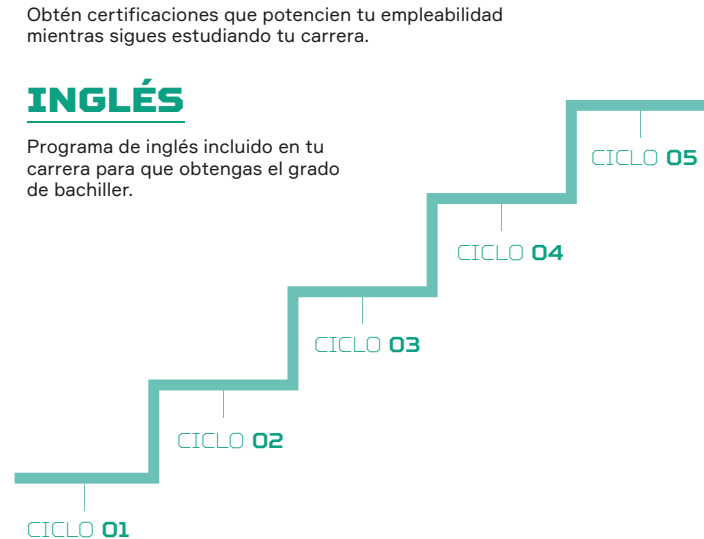 Obtén certificaciones que potencien tu empleabilidad
mientras sigues estudiando tu carrera.
INGLÉS
Programa de inglés incluido en tu
carrera para que obtengas el grado
de bachiller.
CICLO 05
CICLO 04
CICLO 03
CICLO 02
CICLO 01